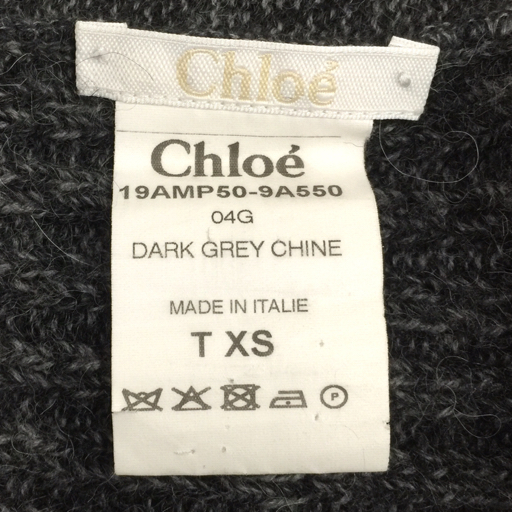 Chloé
Chloé
19AMP50-9A550
04G
DARK GREY CHINE
MADE IN ITALIE
T XS
P